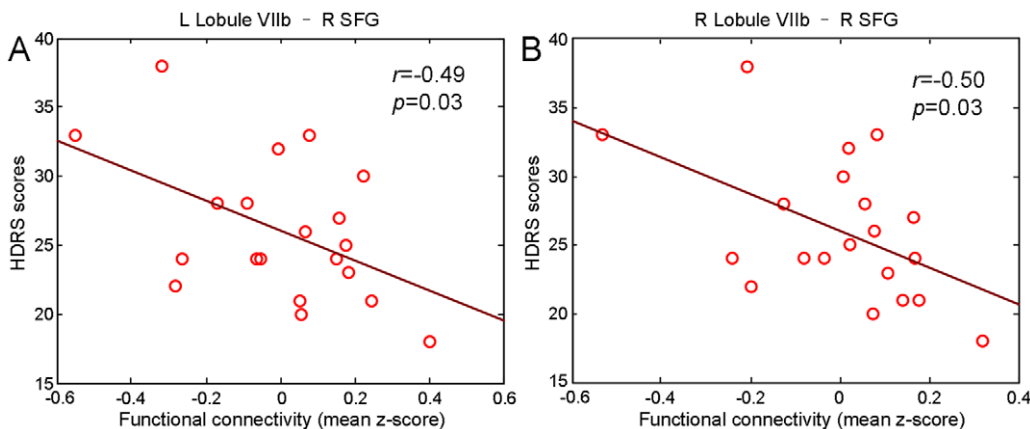 L Lobule VIIb - R SFG
A
r=-0.49
p=0.03
HDRS scores
40
35
30
25
20
15
-0.6 -0.4 -0.2 0 0.2 0.4 0.6
Functional connectivity (mean z-score)
R Lobule VIIb - R SFG
B
r=-0.50
p=0.03
HDRS scores
40
35
30
25
20
15
-0.6 -0.4 -0.2 0 0.2 0.4
Functional connectivity (mean z-score)